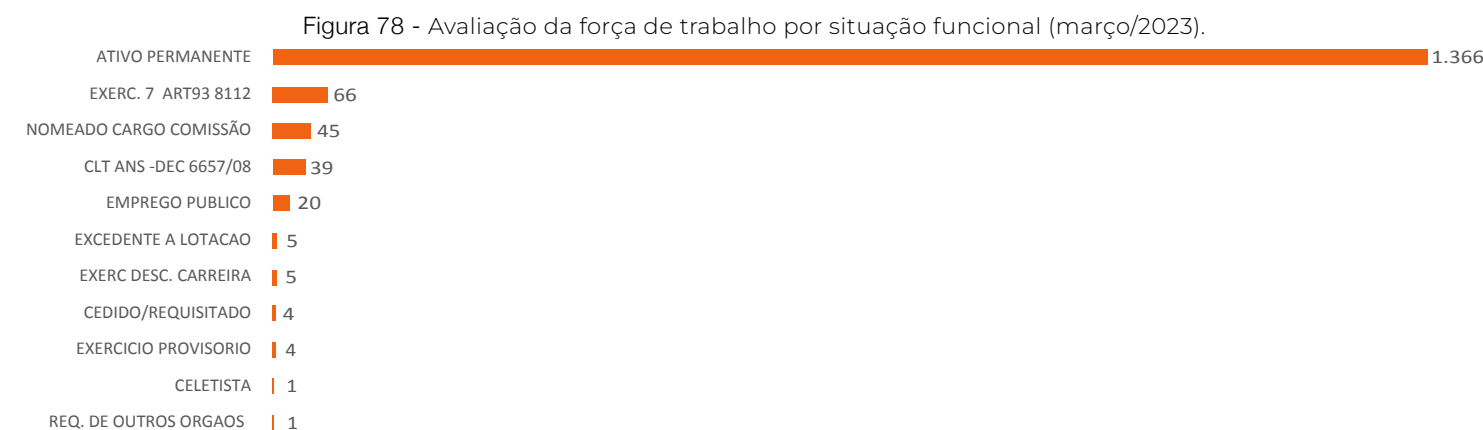 Figura 78 - Avaliação da força de trabalho por situação funcional (março/2023).
ATIVO PERMANENTE 1.366
EXERC. 7 ART93 8112 66
NOMEADO CARGO COMISSÃO 45
CLT ANS -DEC 6657/08 39
EMPREGO PUBLICO 20
EXCEDENTE A LOTACAO 5
EXERC DESC. CARREIRA 5
CEDIDO/REQUISITADO 4
EXERCICIO PROVISORIO 4
CELETISTA 1
REQ. DE OUTROS ORGAOS 1